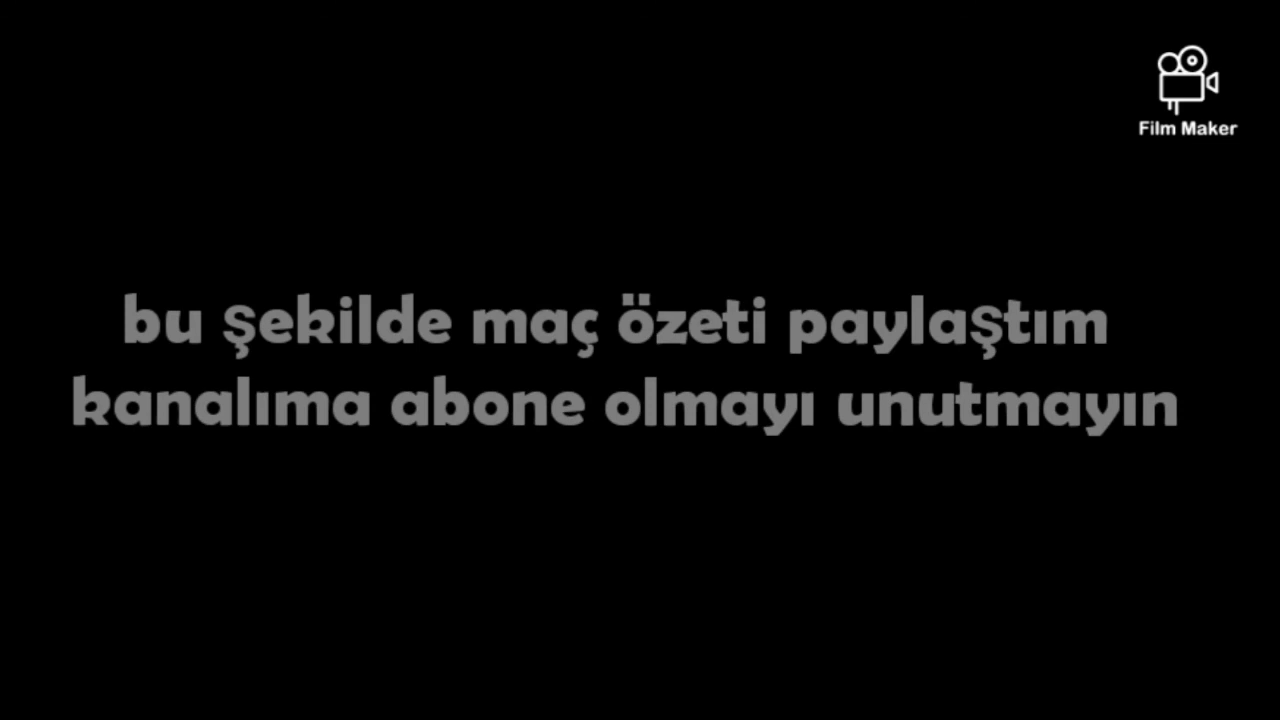 Film Maker
bu şekilde maç özeti paylaştım
kanalıma abone olmayı unutmayın